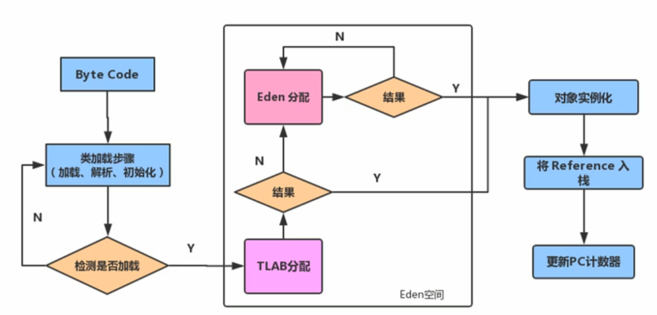 Byte Code
类加载步骤
（加载、解析、初始化）
N
检测是否加载
Y
N
Eden 分配
结果
Y
N
结果
Y
TLAB分配
Eden空间
对象实例化
将 Reference 入
栈
更新PC计数器